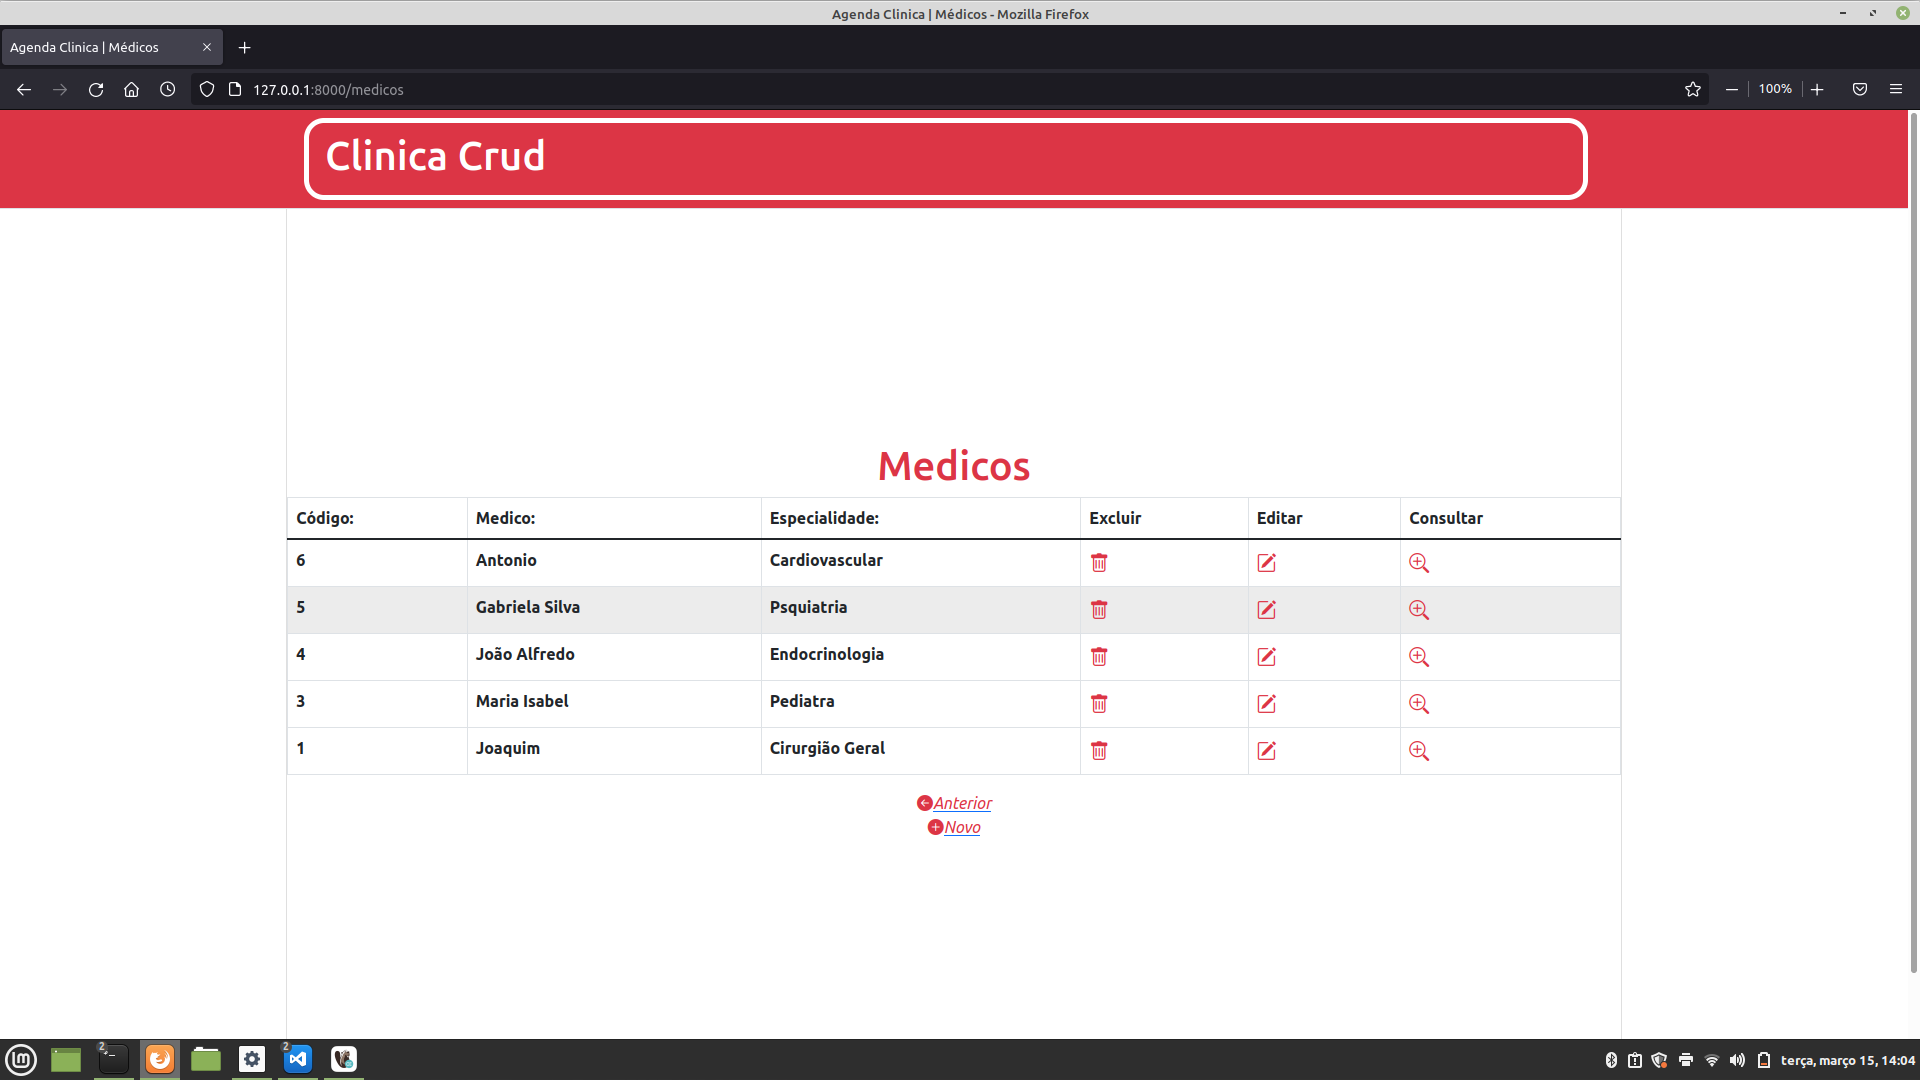 Agenda Clinica | Médicos - Mozilla Firefox
Agenda Clinica | Médicos
127.0.0.1:8000/medicos
100%
Clinica Crud
Medicos
Código: Medico: Especialidade: Excluir Editar Consultar
6 Antonio Cardiovascular
5 Gabriela Silva Psquiatria
4 João Alfredo Endocrinologia
3 Maria Isabel Pediatra
1 Joaquim Cirurgião Geral
Anterior
Novo
2
2
terça, março 15, 14:04